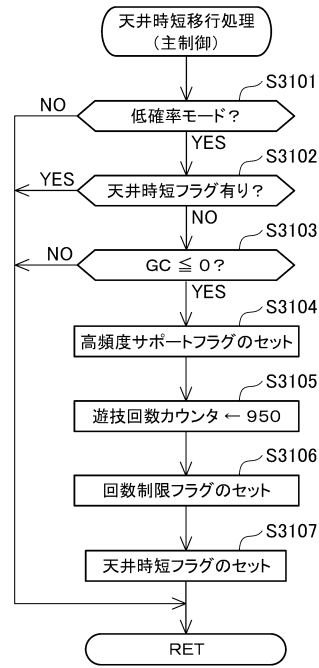 天井時短移行処理
(主制御)
S3101
NO
低確率モード?
YES
S3102
YES
天井時短フラグ有り?
NO
S3103
NO
GC ≦ 0?
YES
S3104
高頻度サポートフラグのセット
S3105
遊技回数カウンタ ← 950
S3106
回数制限フラグのセット
S3107
天井時短フラグのセット
RET